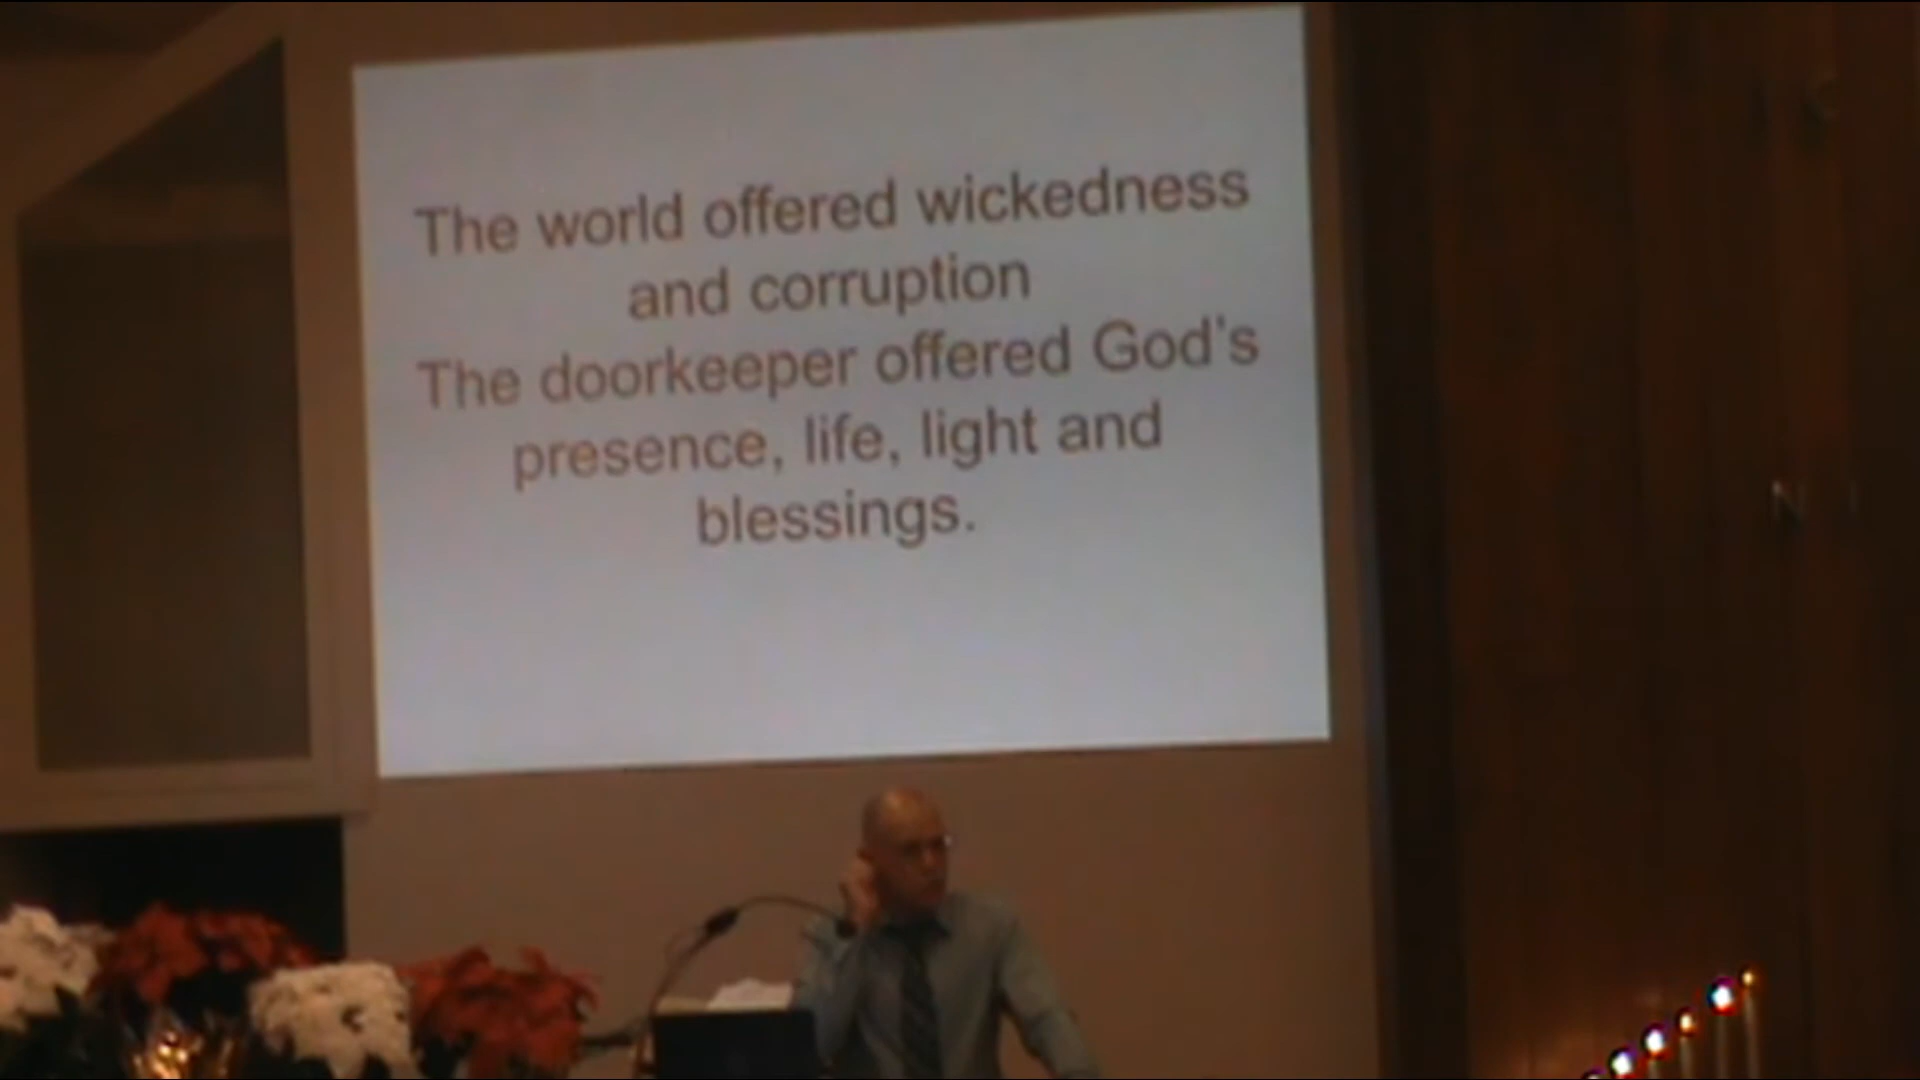 The world offered wickedness
and corruption
The doorkeeper offered God's
presence, life, light and
blessings.